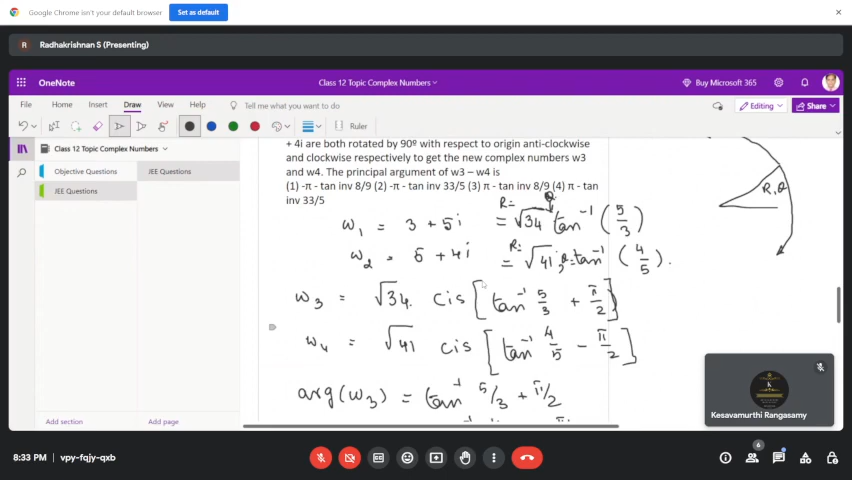 Google Chrome isn't your default browser
Set as default
R Radhakrishnan S (Presenting)
OneNote
Class 12 Topic Complex Numbers
Buy Microsoft 365
File Home Insert Draw View Help Tell me what you want to do
Editing Share
Ruler
Class 12 Topic Complex Numbers
Objective Questions
JEE Questions
JEE Questions
+ 4i are both rotated by 90º with respect to origin anti-clockwise
and clockwise respectively to get the new complex numbers w3
and w4. The principal argument of w3 – w4 is
(1) -π - tan inv 8/9 (2) -π - tan inv 33/5 (3) π - tan inv 8/9 (4) π - tan
inv 33/5
R, θ
R= θ
w₁ = 3 + 5i = √34 tan⁻¹ (5/3)
R=
w₂ = 5 + 4i = √41, θ=tan⁻¹ (4/5).
w₃ = √34. cis [tan⁻¹ 5/3 + π/2]
w₄ = √41 cis [tan⁻¹ 4/5 − π/2]
arg(w₃) = tan⁻¹ 5/3 + π/2
Add section
Add page
K
Kesavamurthi Rangasamy
8:33 PM vpy-fqjy-qxb
6